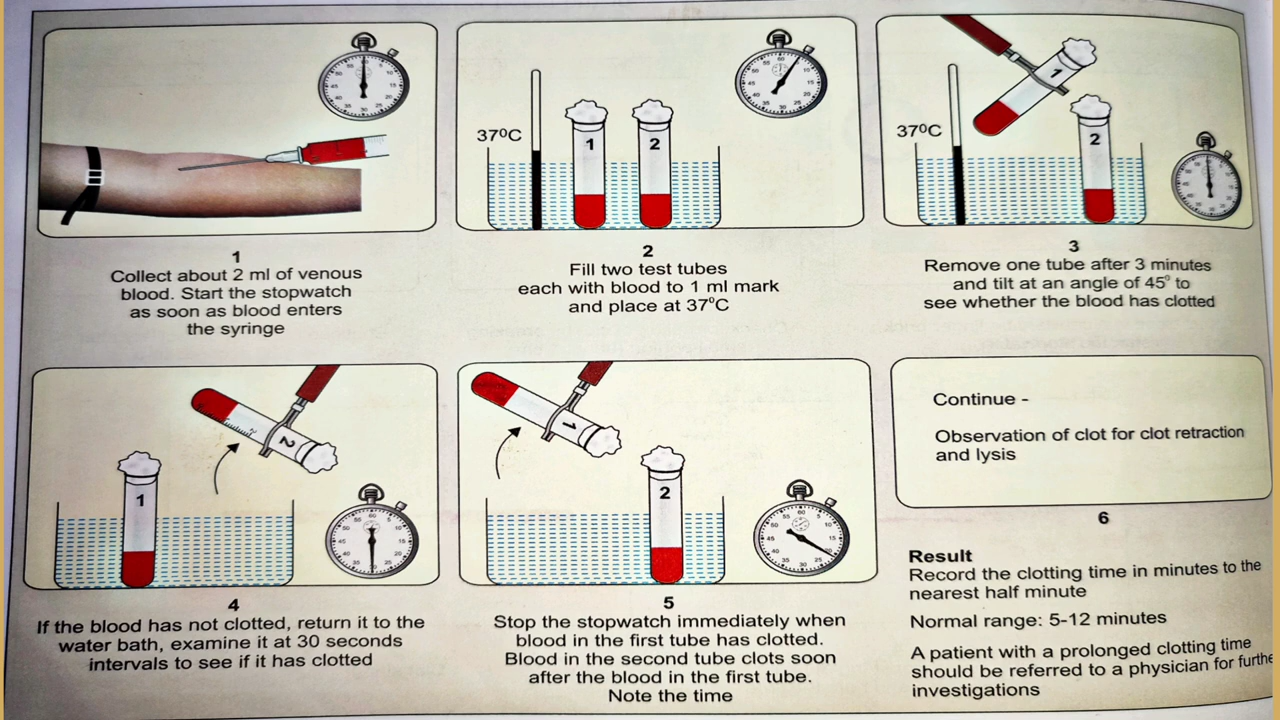 37⁰C
1
2
1
37⁰C
2
1
Collect about 2 ml of venous
blood. Start the stopwatch
as soon as blood enters
the syringe
2
Fill two test tubes
each with blood to 1 ml mark
and place at 37⁰C
3
Remove one tube after 3 minutes
and tilt at an angle of 45⁰ to
see whether the blood has clotted
2
1
1
2
Continue -
Observation of clot for clot retraction
and lysis
4
If the blood has not clotted, return it to the
water bath, examine it at 30 seconds
intervals to see if it has clotted
5
Stop the stopwatch immediately when
blood in the first tube has clotted.
Blood in the second tube clots soon
after the blood in the first tube.
Note the time
6
Result
Record the clotting time in minutes to the
nearest half minute
Normal range: 5-12 minutes
A patient with a prolonged clotting time
should be referred to a physician for furthe
investigations